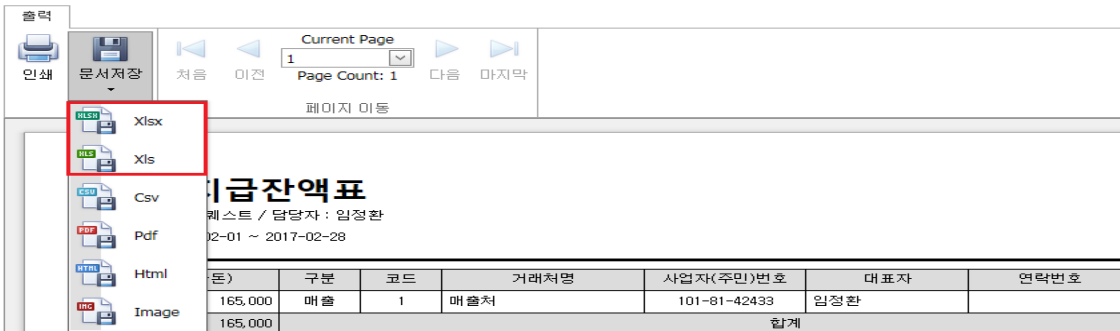 출력
인쇄
문서저장
처음
이전
Current Page
1
Page Count: 1
다음
마지막
페이지 이동
XLSX Xlsx
XLS Xls
CSV Csv
PDF Pdf
HTML Html
IMG Image
지급잔액표
퀘스트 / 담당자 : 임정환
02-01 ~ 2017-02-28
돈) 구분 코드 거래처명 사업자(주민)번호 대표자 연락번호
165,000 매출 1 매출처 101-81-42433 임정환
165,000 합계